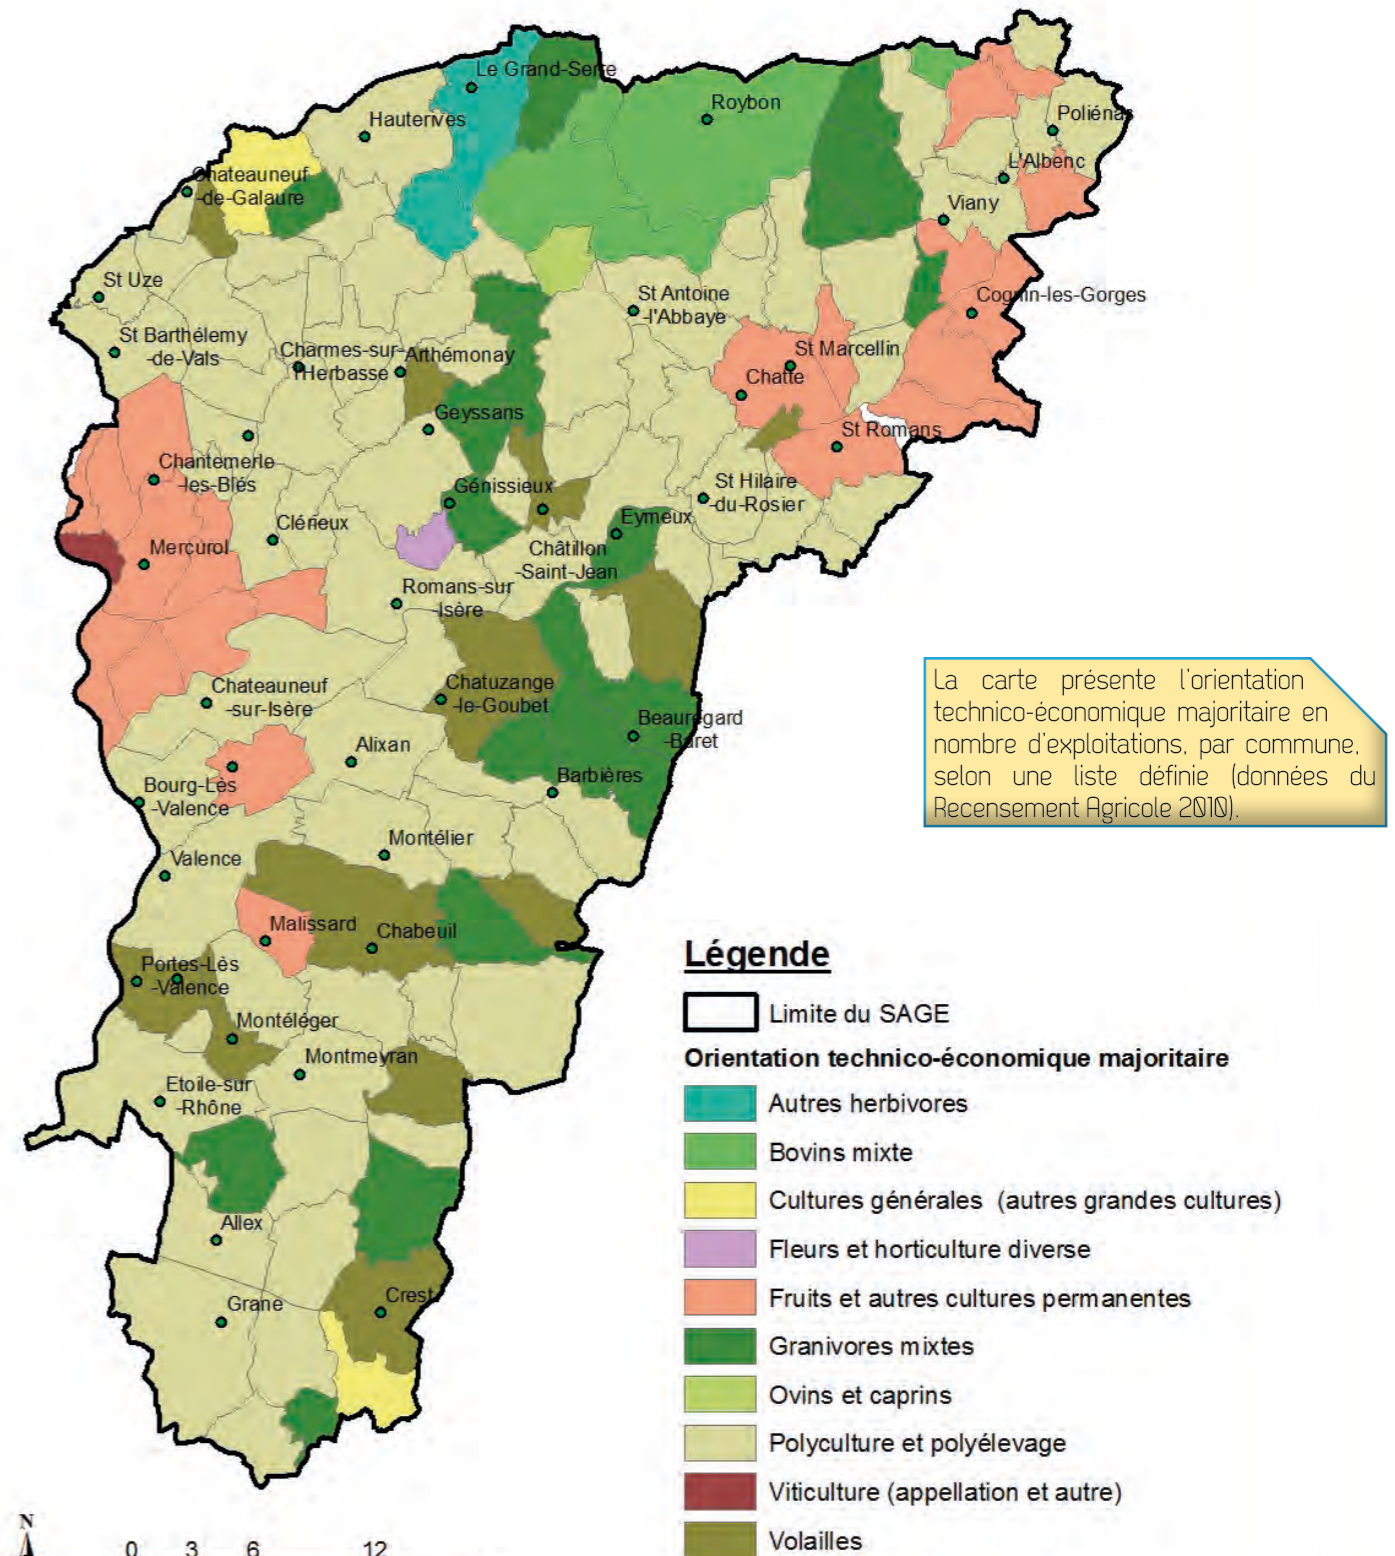 Le Grand-Serre
Roybon
Hauterives
Poliénas
L'Albenc
Chateauneuf
-de-Galaure
Viany
St Uze
St Antoine
-l'Abbaye
Cognin-les-Gorges
St Barthélemy
-de-Vals
Charmes-sur-
l'Herbasse
Arthémonay
St Marcellin
Chatte
Geyssans
St Romans
Chantemerle
-les-Blés
Génissieux
St Hilaire
-du-Rosier
Clérieux
Eymeux
Mercurol
Châtillon
-Saint-Jean
Romans-sur
-Isère
Chateauneuf
-sur-Isère
Chatuzange
-le-Goubet
Beauregard
-Baret
Alixan
Barbières
Bourg-Lès
-Valence
Montélier
Valence
Malissard
Chabeuil
Portes-Lès
-Valence
Montéléger
Montmeyran
Etoile-sur
-Rhône
Allex
Grane
Crest
La carte présente l'orientation
technico-économique majoritaire en
nombre d'exploitations, par commune,
selon une liste définie (données du
Recensement Agricole 2010).
Légende
Limite du SAGE
Orientation technico-économique majoritaire
Autres herbivores
Bovins mixte
Cultures générales (autres grandes cultures)
Fleurs et horticulture diverse
Fruits et autres cultures permanentes
Granivores mixtes
Ovins et caprins
Polyculture et polyélevage
Viticulture (appellation et autre)
Volailles
N
0 3 6 12